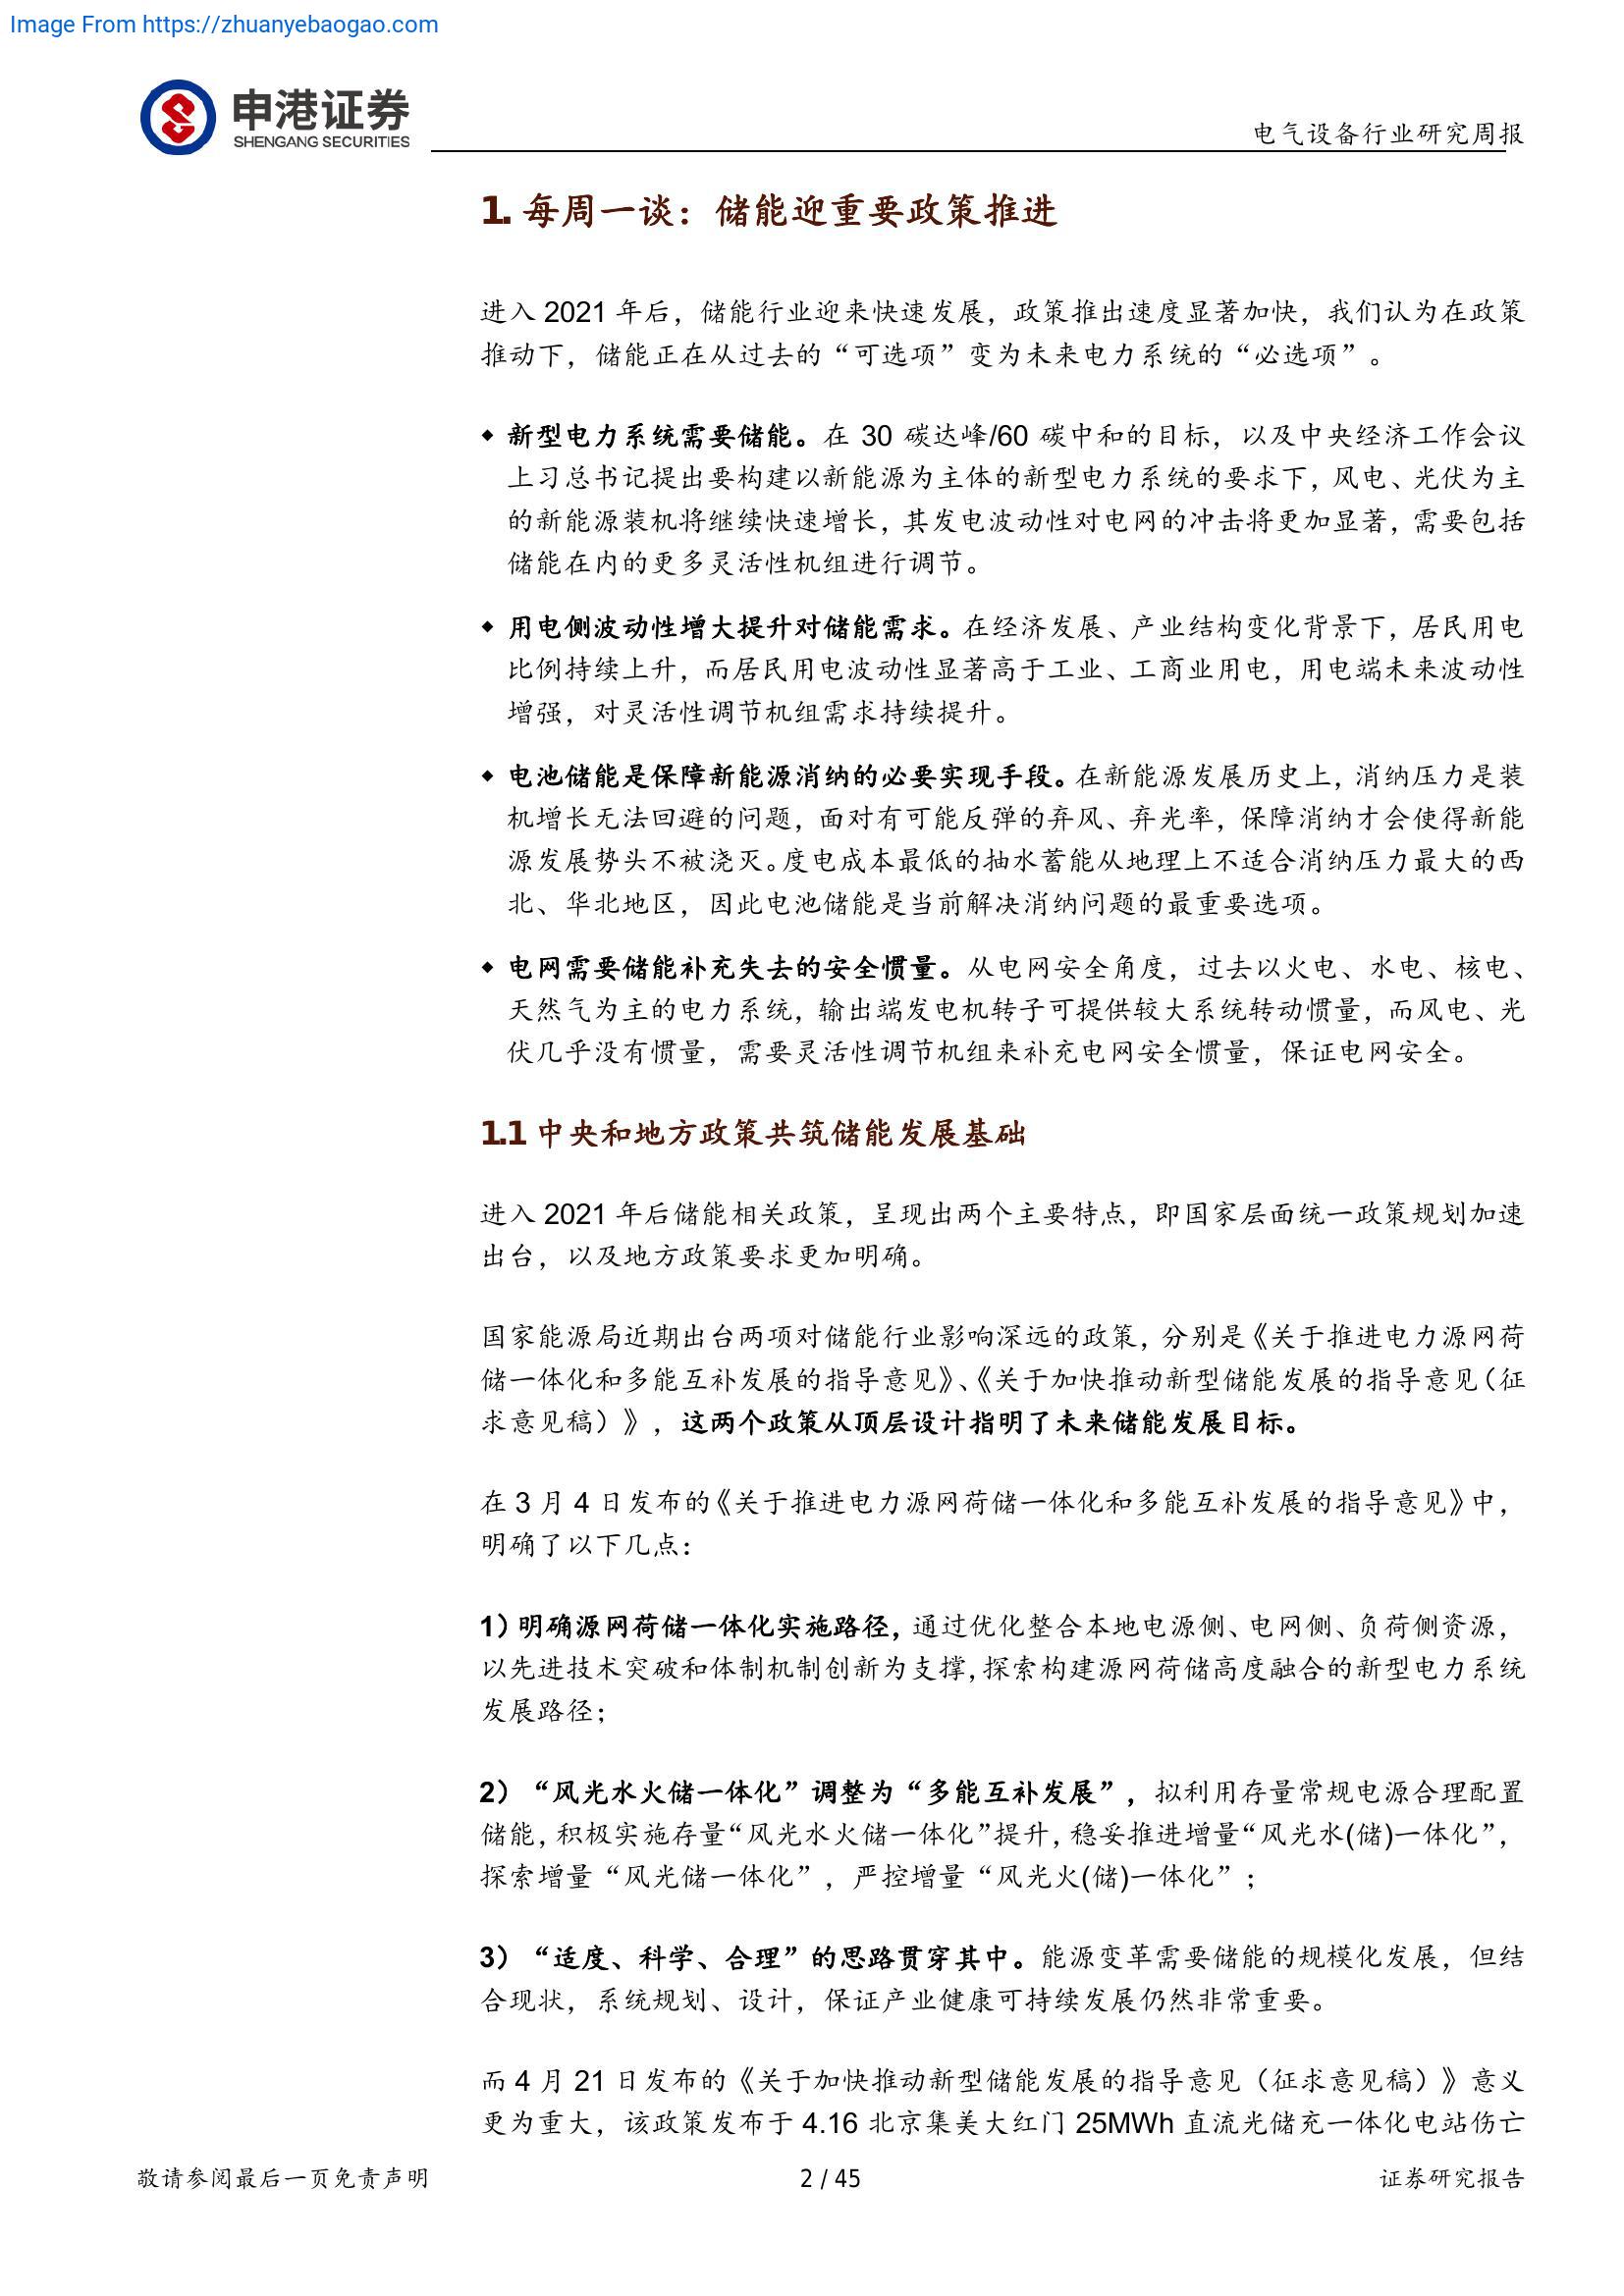 Image From https://zhuanyebaogao.com
申港证券
SHENGANG SECURITIES
电气设备行业研究周报
1. 每周一谈：储能迎重要政策推进
进入 2021 年后，储能行业迎来快速发展，政策推出速度显著加快，我们认为在政策
推动下，储能正在从过去的“可选项”变为未来电力系统的“必选项”。
◆ 新型电力系统需要储能。在 30 碳达峰/60 碳中和的目标，以及中央经济工作会议
上习总书记提出要构建以新能源为主体的新型电力系统的要求下，风电、光伏为主
的新能源装机将继续快速增长，其发电波动性对电网的冲击将更加显著，需要包括
储能在内的更多灵活性机组进行调节。
◆ 用电侧波动性增大提升对储能需求。在经济发展、产业结构变化背景下，居民用电
比例持续上升，而居民用电波动性显著高于工业、工商业用电，用电端未来波动性
增强，对灵活性调节机组需求持续提升。
◆ 电池储能是保障新能源消纳的必要实现手段。在新能源发展历史上，消纳压力是装
机增长无法回避的问题，面对有可能反弹的弃风、弃光率，保障消纳才会使得新能
源发展势头不被浇灭。度电成本最低的抽水蓄能从地理上不适合消纳压力最大的西
北、华北地区，因此电池储能是当前解决消纳问题的最重要选项。
◆ 电网需要储能补充失去的安全惯量。从电网安全角度，过去以火电、水电、核电、
天然气为主的电力系统，输出端发电机转子可提供较大系统转动惯量，而风电、光
伏几乎没有惯量，需要灵活性调节机组来补充电网安全惯量，保证电网安全。
1.1 中央和地方政策共筑储能发展基础
进入 2021 年后储能相关政策，呈现出两个主要特点，即国家层面统一政策规划加速
出台，以及地方政策要求更加明确。
国家能源局近期出台两项对储能行业影响深远的政策，分别是《关于推进电力源网荷
储一体化和多能互补发展的指导意见》、《关于加快推动新型储能发展的指导意见（征
求意见稿）》，这两个政策从顶层设计指明了未来储能发展目标。
在 3 月 4 日发布的《关于推进电力源网荷储一体化和多能互补发展的指导意见》中，
明确了以下几点：
1）明确源网荷储一体化实施路径，通过优化整合本地电源侧、电网侧、负荷侧资源，
以先进技术突破和体制机制创新为支撑，探索构建源网荷储高度融合的新型电力系统
发展路径；
2）“风光水火储一体化”调整为“多能互补发展”，拟利用存量常规电源合理配置
储能，积极实施存量“风光水火储一体化”提升，稳妥推进增量“风光水(储)一体化”，
探索增量“风光储一体化”，严控增量“风光火(储)一体化”；
3）“适度、科学、合理”的思路贯穿其中。能源变革需要储能的规模化发展，但结
合现状，系统规划、设计，保证产业健康可持续发展仍然非常重要。
而 4 月 21 日发布的《关于加快推动新型储能发展的指导意见（征求意见稿）》意义
更为重大，该政策发布于 4.16 北京集美大红门 25MWh 直流光储充一体化电站伤亡
敬请参阅最后一页免责声明
2 / 45
证券研究报告